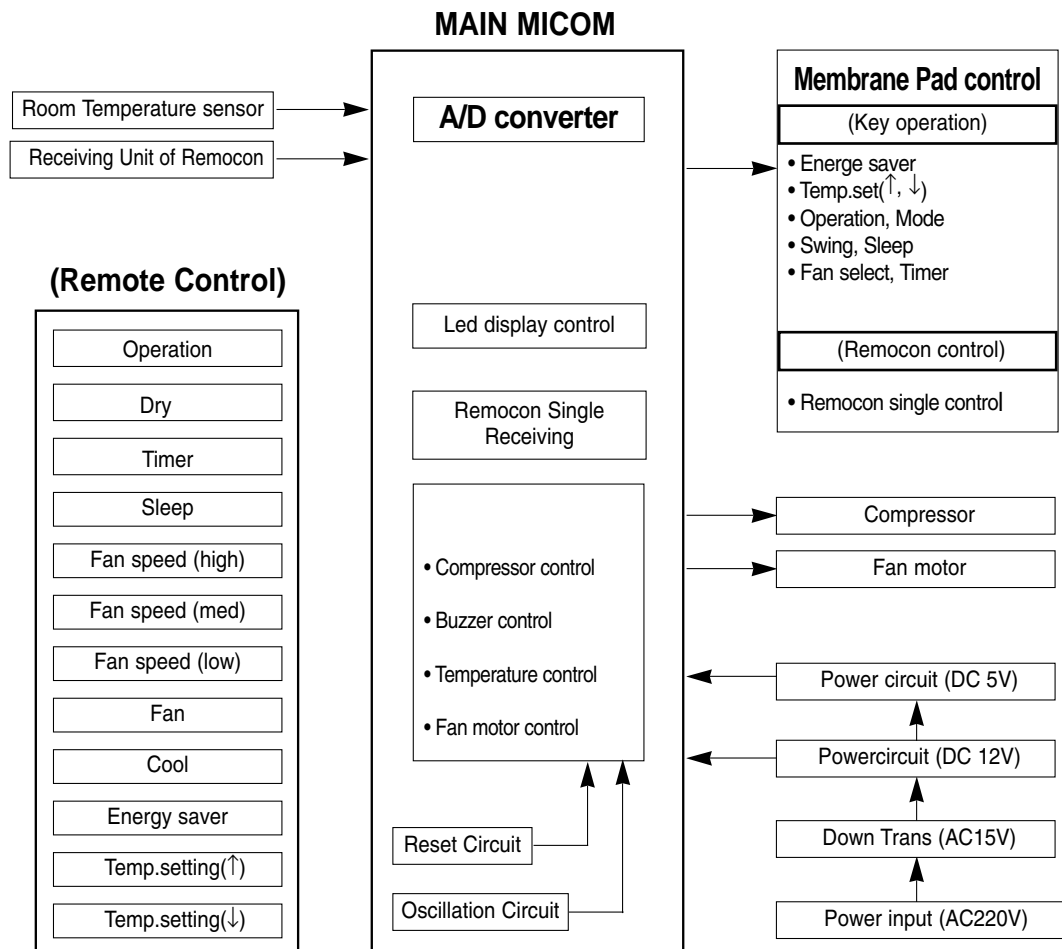 MAIN MICOM
Room Temperature sensor
Receiving Unit of Remocon
(Remote Control)
Operation
Dry
Timer
Sleep
Fan speed (high)
Fan speed (med)
Fan speed (low)
Fan
Cool
Energy saver
Temp.setting(↑)
Temp.setting(↓)
A/D converter
Led display control
Remocon Single
Receiving
• Compressor control
• Buzzer control
• Temperature control
• Fan motor control
Reset Circuit
Oscillation Circuit
Membrane Pad control
(Key operation)
• Energe saver
• Temp.set(↑, ↓)
• Operation, Mode
• Swing, Sleep
• Fan select, Timer
(Remocon control)
• Remocon single control
Compressor
Fan motor
Power circuit (DC 5V)
Powercircuit (DC 12V)
Down Trans (AC15V)
Power input (AC220V)